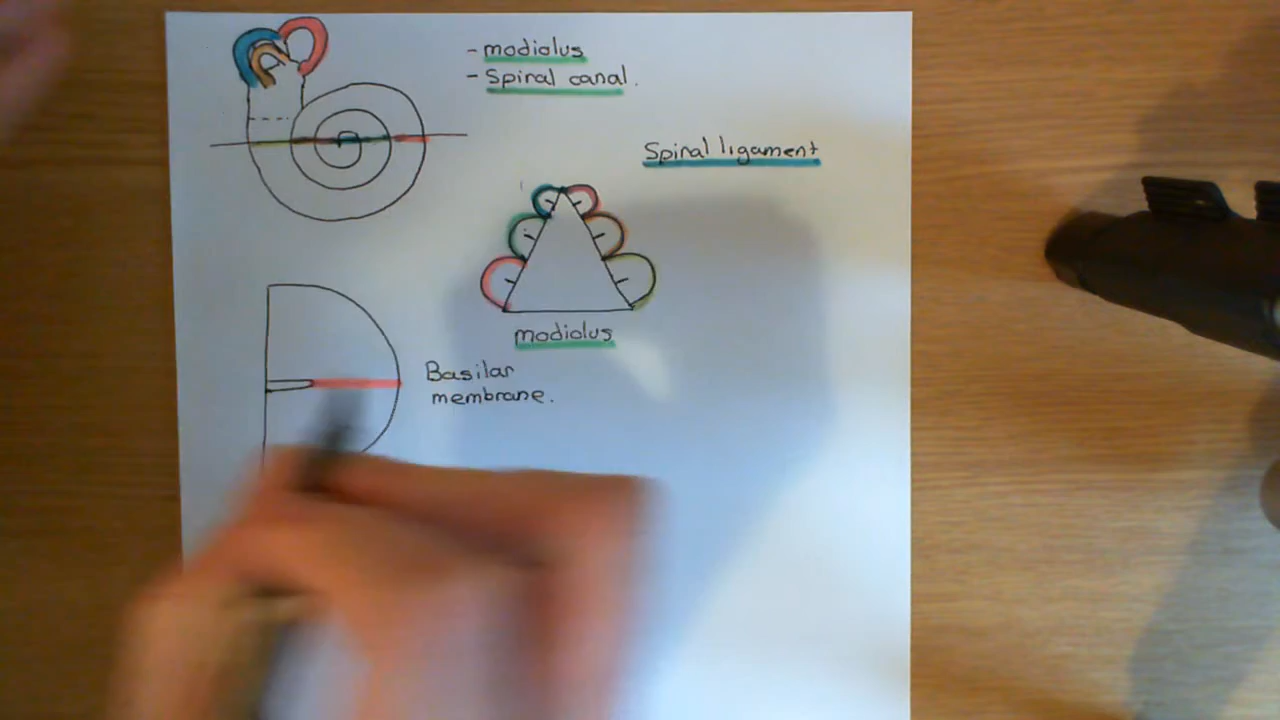 - modiolus
- Spiral canal.
Spiral ligament
modiolus
Basilar
membrane.